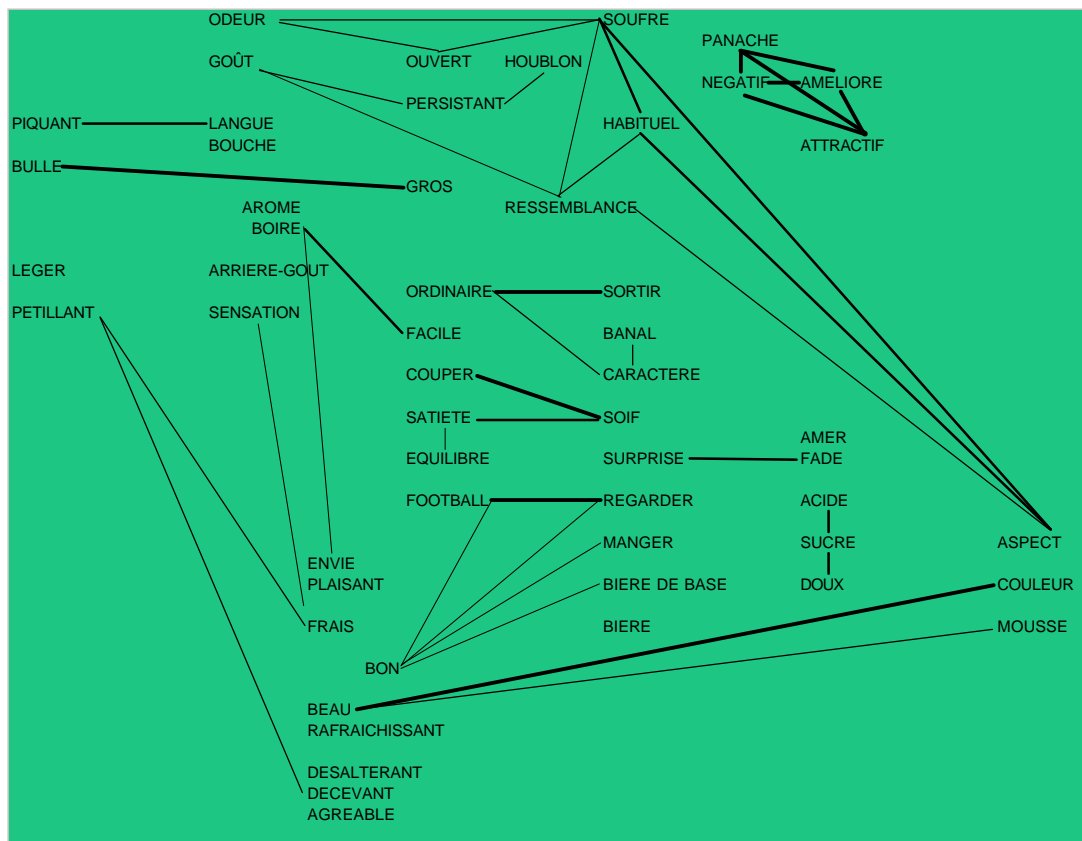 ODEUR
SOUFRE
PANACHE
GOÛT
OUVERT
HOUBLON
NEGATIF
AMELIORE
PERSISTANT
PIQUANT
LANGUE
HABITUEL
BOUCHE
ATTRACTIF
BULLE
GROS
AROME
RESSEMBLANCE
BOIRE
LEGER
ARRIERE-GOUT
ORDINAIRE
SORTIR
PETILLANT
SENSATION
FACILE
BANAL
COUPER
CARACTERE
SATIETE
SOIF
AMER
EQUILIBRE
SURPRISE
FADE
FOOTBALL
REGARDER
ACIDE
MANGER
SUCRE
ASPECT
ENVIE
PLAISANT
BIERE DE BASE
DOUX
COULEUR
FRAIS
BIERE
MOUSSE
BON
BEAU
RAFRAICHISSANT
DESALTERANT
DECEVANT
AGREABLE